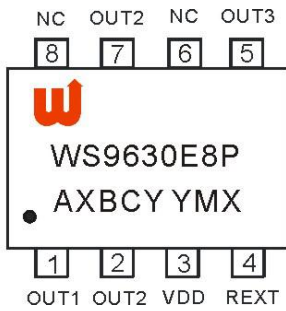 NC OUT2 NC OUT3
8 7 6 5
W
WS9630E8P
AXBCY YMX
1 2 3 4
OUT1 OUT2 VDD REXT